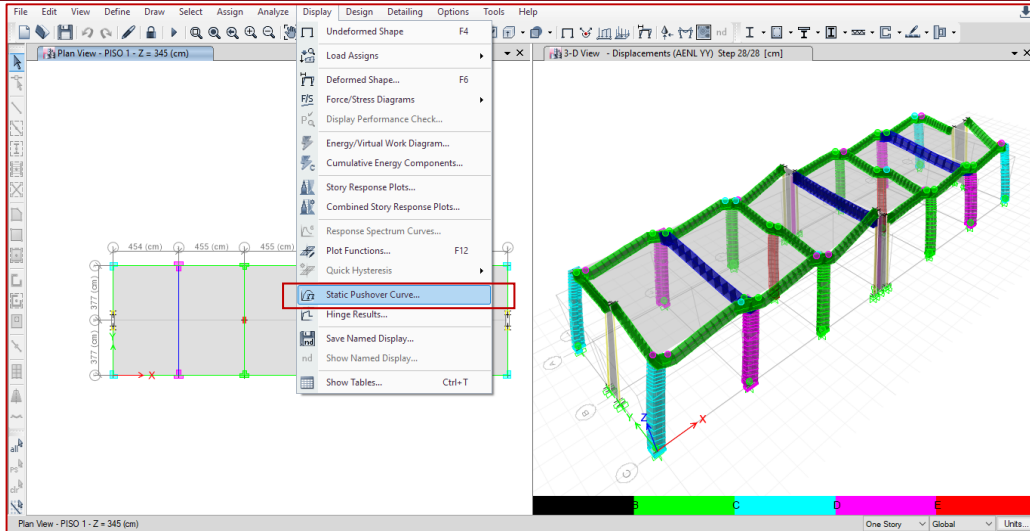 File Edit View Define Draw Select Assign Analyze Display Design Detailing Options Tools Help
nd
Plan View - PISO 1 - Z = 345 (cm)
3-D View - Displacements (AENL YY) Step 28/28 [cm]
Undeformed Shape F4
Load Assigns
Deformed Shape... F6
F/S Force/Stress Diagrams
Display Performance Check...
Energy/Virtual Work Diagram...
Cumulative Energy Components...
Story Response Plots...
Combined Story Response Plots...
Response Spectrum Curves...
Plot Functions... F12
Quick Hysteresis
Static Pushover Curve...
Hinge Results...
Save Named Display...
nd Show Named Display...
Show Tables... Ctrl+T
454 (cm) 455 (cm) 455 (cm)
377 (cm)
377 (cm)
Y
X
Z
Y
X
all
B C D E
Plan View - PISO 1 - Z = 345 (cm)
One Story Global Units...